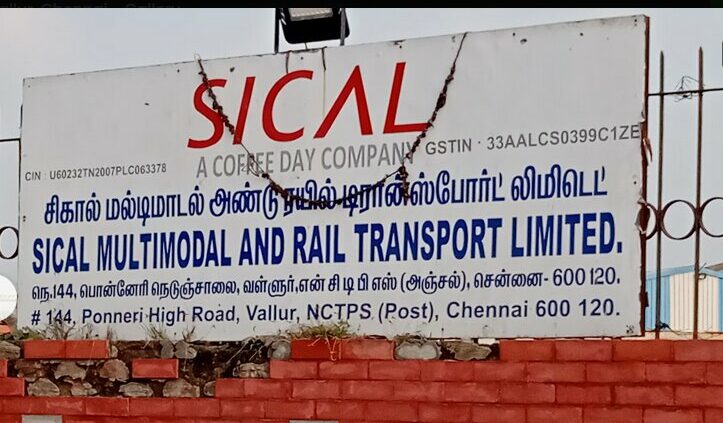 SICAL
A COFFEE DAY COMPANY GSTIN : 33AALCS0399C1ZE
CIN : U60232TN2007PLC063378
சிகால் மல்டிமாடல் அண்டு ரயில் டிரான்ஸ்போர்ட் லிமிடெட்
SICAL MULTIMODAL AND RAIL TRANSPORT LIMITED.
நெ.144, பொன்னேரி நெடுஞ்சாலை, வள்ளூர், என் சி டி பி எஸ் (அஞ்சல்), சென்னை- 600 120.
# 144, Ponneri High Road, Vallur, NCTPS (Post), Chennai 600 120.